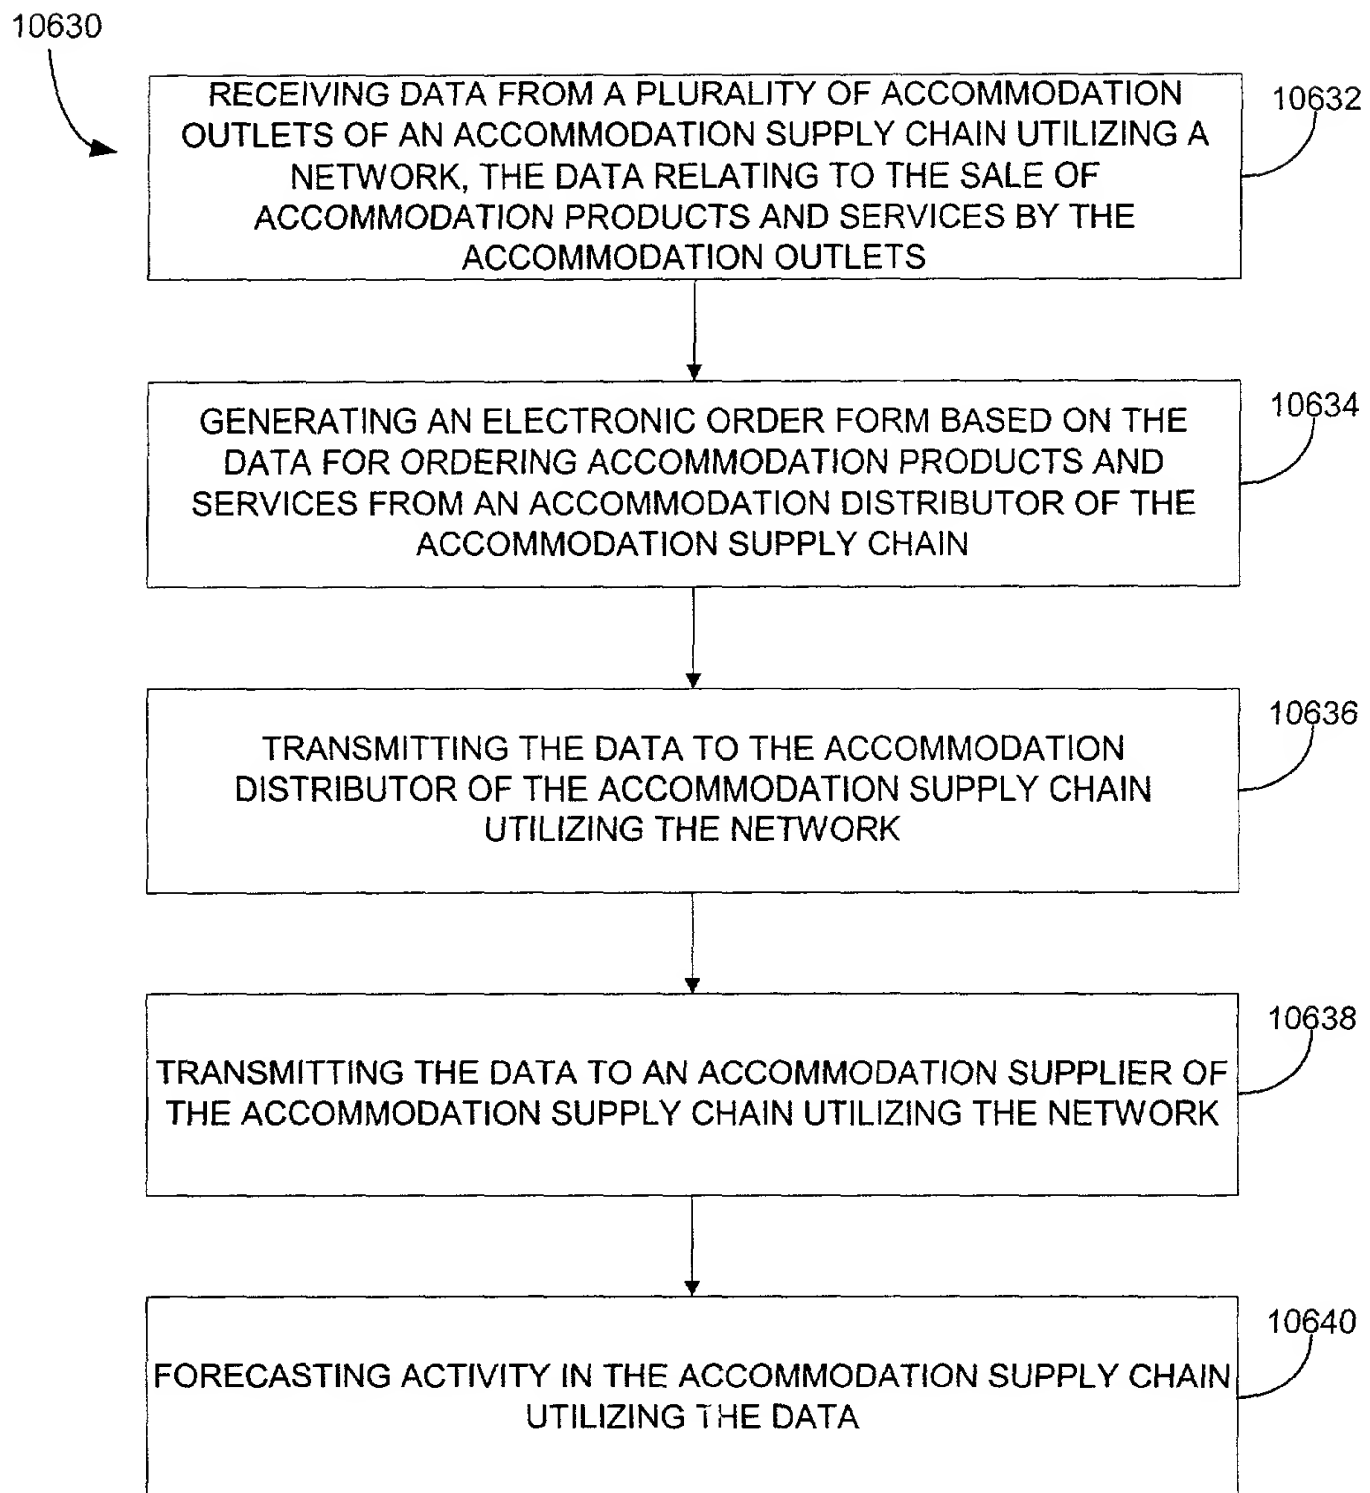 10630
RECEIVING DATA FROM A PLURALITY OF ACCOMMODATION
OUTLETS OF AN ACCOMMODATION SUPPLY CHAIN UTILIZING A
NETWORK, THE DATA RELATING TO THE SALE OF
ACCOMMODATION PRODUCTS AND SERVICES BY THE
ACCOMMODATION OUTLETS
10632
GENERATING AN ELECTRONIC ORDER FORM BASED ON THE
DATA FOR ORDERING ACCOMMODATION PRODUCTS AND
SERVICES FROM AN ACCOMMODATION DISTRIBUTOR OF THE
ACCOMMODATION SUPPLY CHAIN
10634
TRANSMITTING THE DATA TO THE ACCOMMODATION
DISTRIBUTOR OF THE ACCOMMODATION SUPPLY CHAIN
UTILIZING THE NETWORK
10636
TRANSMITTING THE DATA TO AN ACCOMMODATION SUPPLIER OF
THE ACCOMMODATION SUPPLY CHAIN UTILIZING THE NETWORK
10638
FORECASTING ACTIVITY IN THE ACCOMMODATION SUPPLY CHAIN
UTILIZING THE DATA
10640